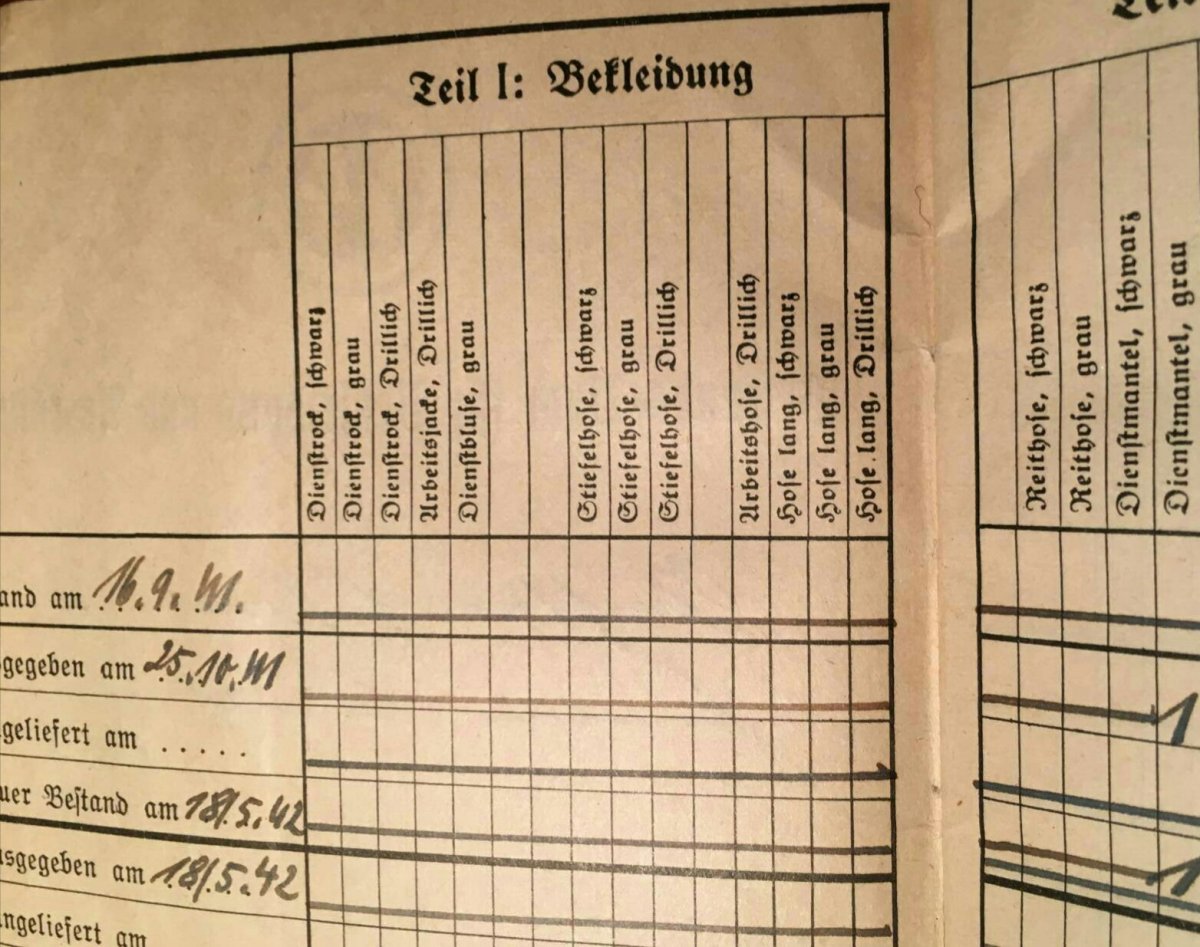 Teil I: Bekleidung
Dienstrock, schwarz
Dienstrock, grau
Dienstrock, Drillich
Arbeitsjacke, Drillich
Dienstbluse, grau
Stiefelhose, schwarz
Stiefelhose, grau
Stiefelhose, Drillich
Arbeitshose, Drillich
Hose lang, schwarz
Hose lang, grau
Hose lang, Drillich
Reithose, schwarz
Reithose, grau
Dienstmantel, schwarz
Dienstmantel, grau
and am 16.9.41.
gegeben am 25.10.41 1
geliefert am .....
uer Bestand am 18/5.42
usgegeben am 18/5.42 1
ngeliefert am